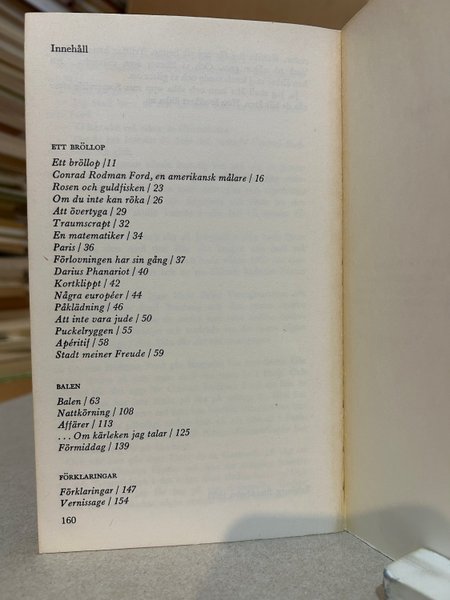 Innehåll
ETT BRÖLLOP
Ett bröllop /11
Conrad Rodman Ford, en amerikansk målare / 16
Rosen och guldfisken / 23
Om du inte kan röka / 26
Att övertyga / 29
Traumscrapt / 32
En matematiker / 34
Paris / 36
Förlovningen har sin gång / 37
Darius Phanariot / 40
Kortklippt / 42
Några européer / 44
Påklädning / 46
Att inte vara jude / 50
Puckelryggen / 55
Apéritif / 58
Stadt meiner Freude / 59
BALEN
Balen / 63
Nattkörning / 108
Affärer / 113
. . . Om kärleken jag talar / 125
Förmiddag / 139
FÖRKLARINGAR
Förklaringar / 147
Vernissage / 154
160